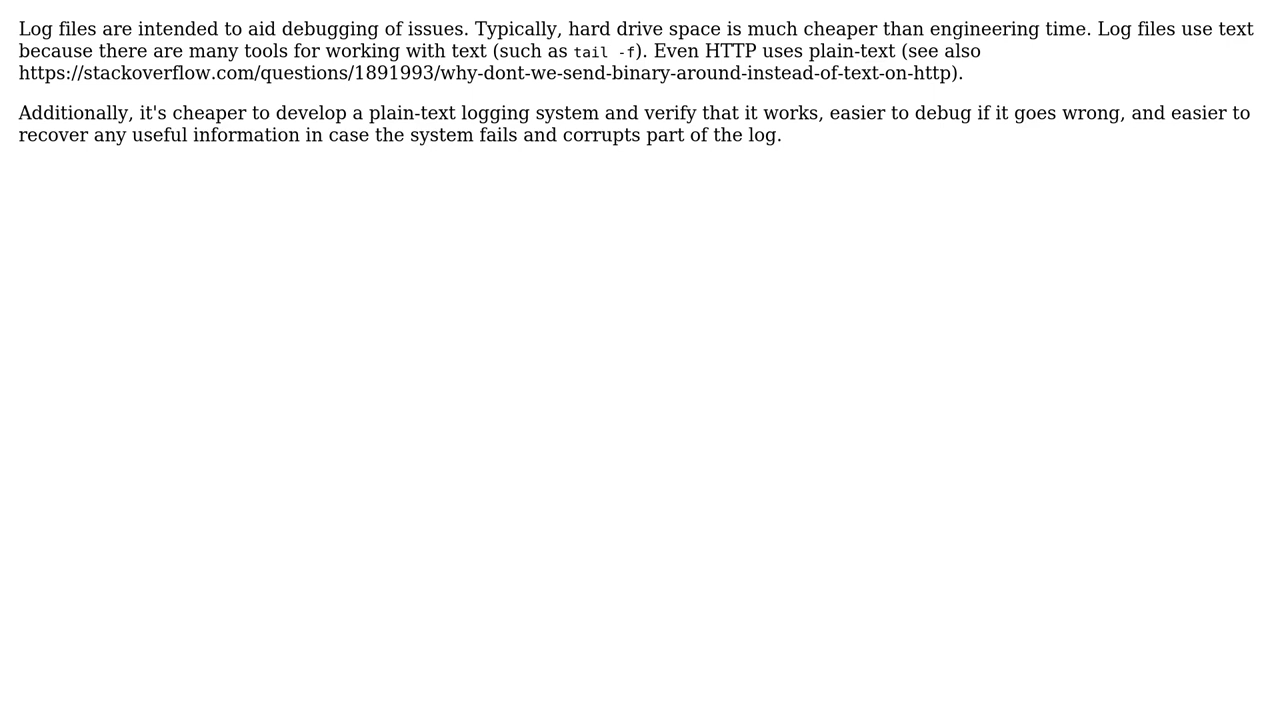 Log files are intended to aid debugging of issues. Typically, hard drive space is much cheaper than engineering time. Log files use text
because there are many tools for working with text (such as tail -f). Even HTTP uses plain-text (see also
https://stackoverflow.com/questions/1891993/why-dont-we-send-binary-around-instead-of-text-on-http).
Additionally, it's cheaper to develop a plain-text logging system and verify that it works, easier to debug if it goes wrong, and easier to
recover any useful information in case the system fails and corrupts part of the log.